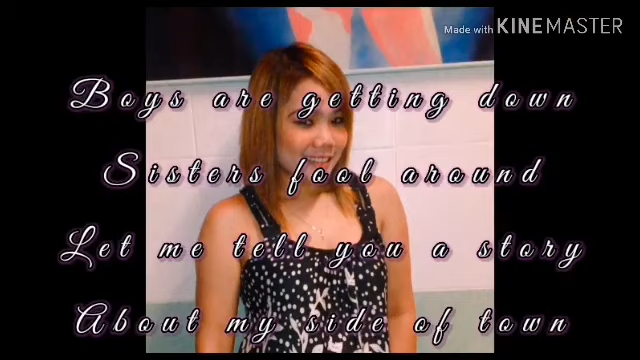 Made with KINEMASTER
Boys are getting down
Sisters fool around
Let me tell you a story
About my side of town